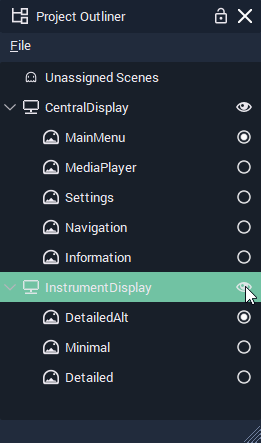 Project Outliner
File
Unassigned Scenes
CentralDisplay
MainMenu
MediaPlayer
Settings
Navigation
Information
InstrumentDisplay
DetailedAlt
Minimal
Detailed